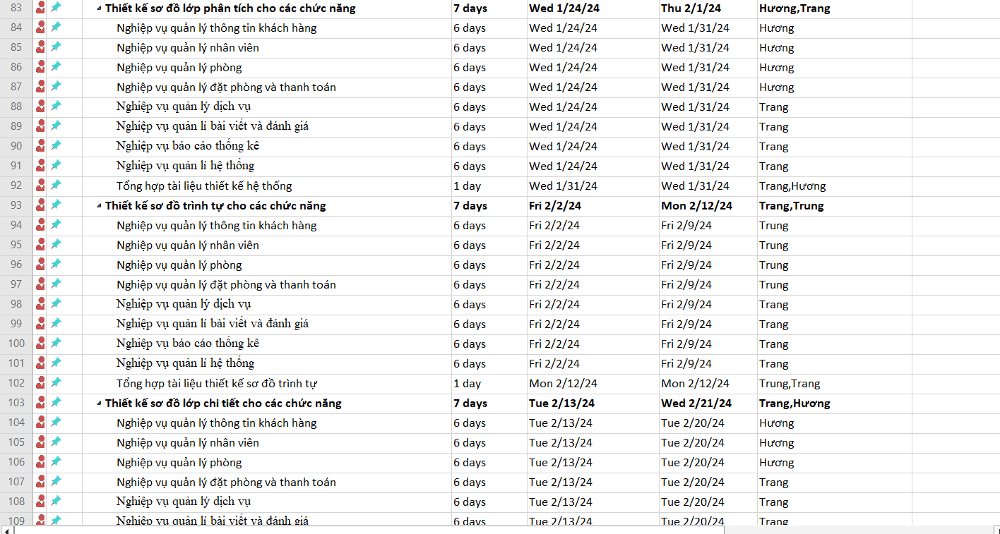 83 Thiết kế sơ đồ lớp phân tích cho các chức năng 7 days Wed 1/24/24 Thu 2/1/24 Hương,Trang
84 Nghiệp vụ quản lý thông tin khách hàng 6 days Wed 1/24/24 Wed 1/31/24 Hương
85 Nghiệp vụ quản lý nhân viên 6 days Wed 1/24/24 Wed 1/31/24 Hương
86 Nghiệp vụ quản lý phòng 6 days Wed 1/24/24 Wed 1/31/24 Hương
87 Nghiệp vụ quản lý đặt phòng và thanh toán 6 days Wed 1/24/24 Wed 1/31/24 Hương
88 Nghiệp vụ quản lý dịch vụ 6 days Wed 1/24/24 Wed 1/31/24 Trang
89 Nghiệp vụ quản lí bài viết và đánh giá 6 days Wed 1/24/24 Wed 1/31/24 Trang
90 Nghiệp vụ báo cáo thống kê 6 days Wed 1/24/24 Wed 1/31/24 Trang
91 Nghiệp vụ quản lí hệ thống 6 days Wed 1/24/24 Wed 1/31/24 Trang
92 Tổng hợp tài liệu thiết kế hệ thống 1 day Wed 1/31/24 Wed 1/31/24 Trang,Hương
93 Thiết kế sơ đồ trình tự cho các chức năng 7 days Fri 2/2/24 Mon 2/12/24 Trang,Trung
94 Nghiệp vụ quản lý thông tin khách hàng 6 days Fri 2/2/24 Fri 2/9/24 Trung
95 Nghiệp vụ quản lý nhân viên 6 days Fri 2/2/24 Fri 2/9/24 Trung
96 Nghiệp vụ quản lý phòng 6 days Fri 2/2/24 Fri 2/9/24 Trung
97 Nghiệp vụ quản lý đặt phòng và thanh toán 6 days Fri 2/2/24 Fri 2/9/24 Trung
98 Nghiệp vụ quản lý dịch vụ 6 days Fri 2/2/24 Fri 2/9/24 Trang
99 Nghiệp vụ quản lí bài viết và đánh giá 6 days Fri 2/2/24 Fri 2/9/24 Trang
100 Nghiệp vụ báo cáo thống kê 6 days Fri 2/2/24 Fri 2/9/24 Trang
101 Nghiệp vụ quản lí hệ thống 6 days Fri 2/2/24 Fri 2/9/24 Trang
102 Tổng hợp tài liệu thiết kế sơ đồ trình tự 1 day Mon 2/12/24 Mon 2/12/24 Trung,Trang
103 Thiết kế sơ đồ lớp chi tiết cho các chức năng 7 days Tue 2/13/24 Wed 2/21/24 Trang,Hương
104 Nghiệp vụ quản lý thông tin khách hàng 6 days Tue 2/13/24 Tue 2/20/24 Hương
105 Nghiệp vụ quản lý nhân viên 6 days Tue 2/13/24 Tue 2/20/24 Hương
106 Nghiệp vụ quản lý phòng 6 days Tue 2/13/24 Tue 2/20/24 Hương
107 Nghiệp vụ quản lý đặt phòng và thanh toán 6 days Tue 2/13/24 Tue 2/20/24 Trang
108 Nghiệp vụ quản lý dịch vụ 6 days Tue 2/13/24 Tue 2/20/24 Trang
109 Nghiệp vụ quản lí bài viết và đánh giá 6 days Tue 2/13/24 Tue 2/20/24 Trang